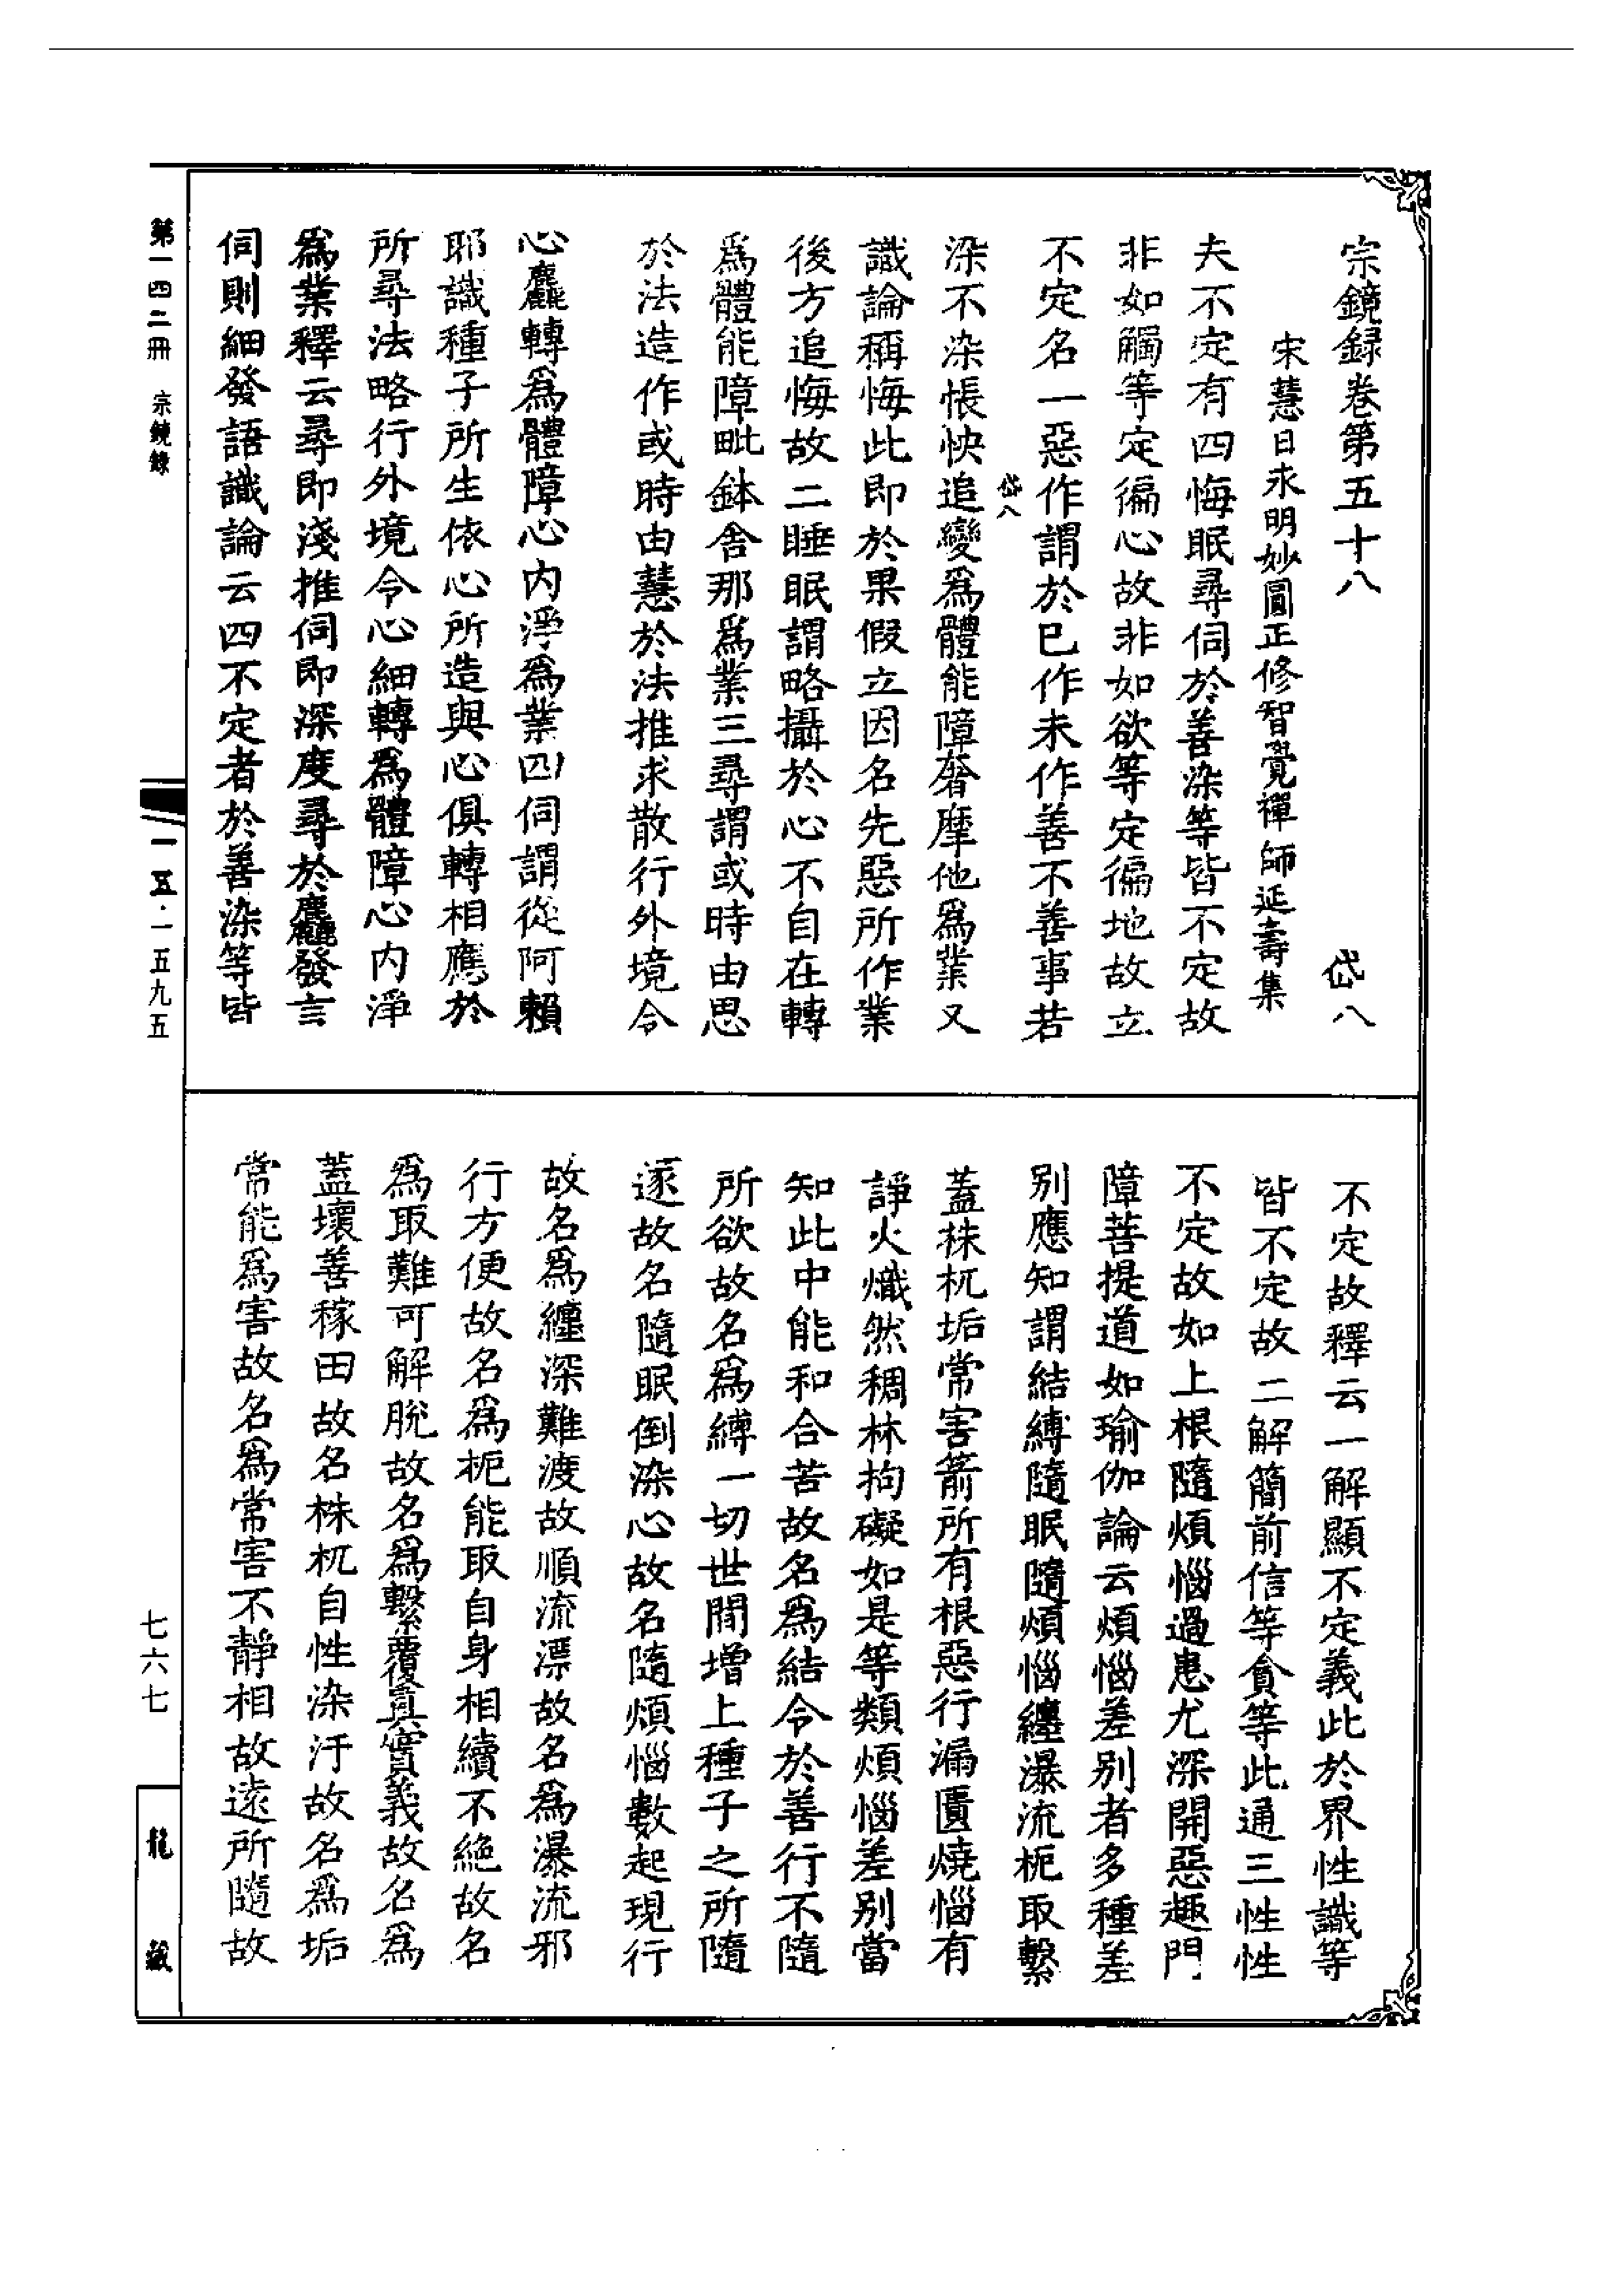 宗鏡録卷第五十八　岱八
宋慧日永明妙圓正修智覺禪師延壽集
夫不定有四悔眠尋伺於善染等皆不定故
非如觸等定徧心故非如欲等定徧地故立
不定名一惡作謂於已作未作善不善事若
岱八
染不染悵怏追變爲體能障奢摩他爲業又
識論稱悔此即於果假立因名先惡所作業
後方追悔故二睡眠謂略攝於心不自在轉
爲體能障毗鉢舍那爲業三尋謂或時由思
於法造作或時由慧於法推求散行外境令
心麤轉爲體障心內淨爲業四伺謂從阿賴
耶識種子所生依心所造與心俱轉相應於
所尋法略行外境令心細轉爲體障心內淨
爲業釋云尋即淺推伺即深度尋於麤發言
伺則細發語識論云四不定者於善染等皆
不定故釋云一解顯不定義此於界性識等
皆不定故二解簡前信等貪等此通三性性
不定故如上根隨煩惱過患尤深開惡趣門
障菩提道如瑜伽論云煩惱差别者多種差
别應知謂結縛隨眠隨煩惱纏瀑流枙取繫
蓋株杌垢常害箭所有根惡行漏匱燒惱有
諍火熾然稠林拘礙如是等類煩惱差别當
知此中能和合苦故名爲結令於善行不隨
所欲故名爲縛一切世間增上種子之所隨
逐故名隨眠倒染心故名隨煩惱數起現行
故名爲纏深難渡故順流漂故名爲瀑流邪
行方便故名爲枙能取自身相續不絶故名
爲取難可解脫故名爲繫覆真實義故名爲
蓋壞善稼田故名株杌自性染汙故名爲垢
常能爲害故名爲常害不靜相故遠所隨故
第一四二冊　宗鏡錄
一五·一五九五
七六七
龍藏